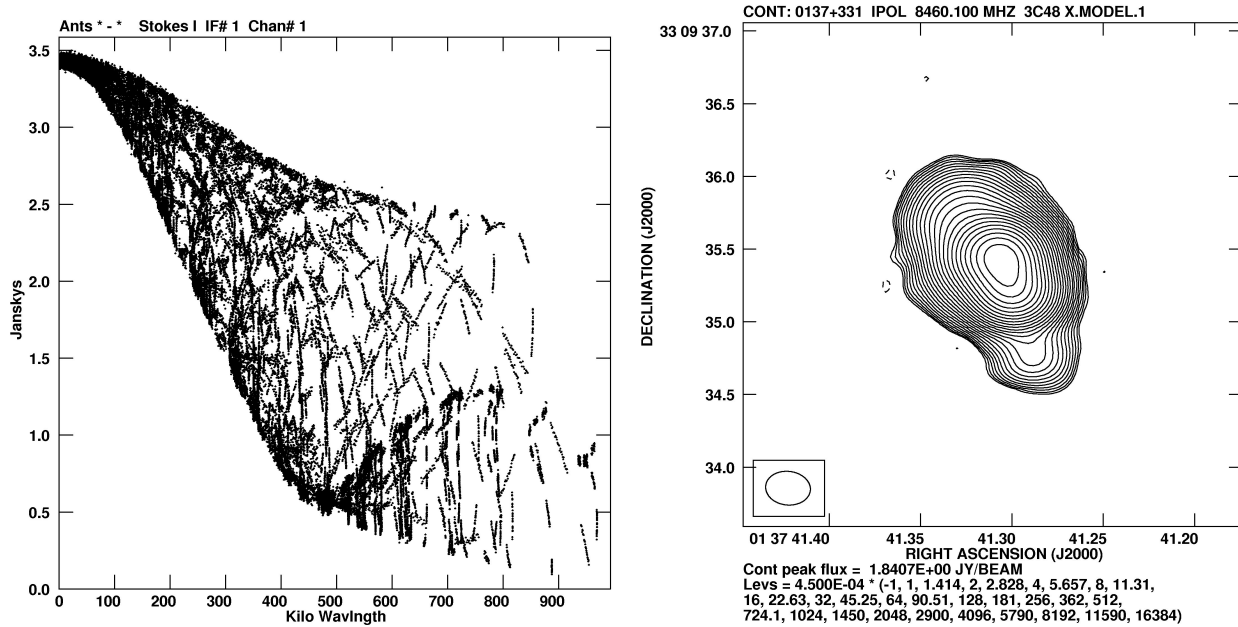 Ants * - *    Stokes I  IF# 1  Chan# 1
3.5
3.0
2.5
2.0
1.5
1.0
0.5
0.0
Janskys
0 100 200 300 400 500 600 700 800 900
Kilo Wavlngth
CONT: 0137+331  IPOL  8460.100 MHZ  3C48 X.MODEL.1
33 09 37.0
36.5
36.0
35.5
35.0
34.5
34.0
DECLINATION (J2000)
01 37 41.40 41.35 41.30 41.25 41.20
RIGHT ASCENSION (J2000)
Cont peak flux =  1.8407E+00 JY/BEAM
Levs = 4.500E-04 * (-1, 1, 1.414, 2, 2.828, 4, 5.657, 8, 11.31,
16, 22.63, 32, 45.25, 64, 90.51, 128, 181, 256, 362, 512,
724.1, 1024, 1450, 2048, 2900, 4096, 5790, 8192, 11590, 16384)